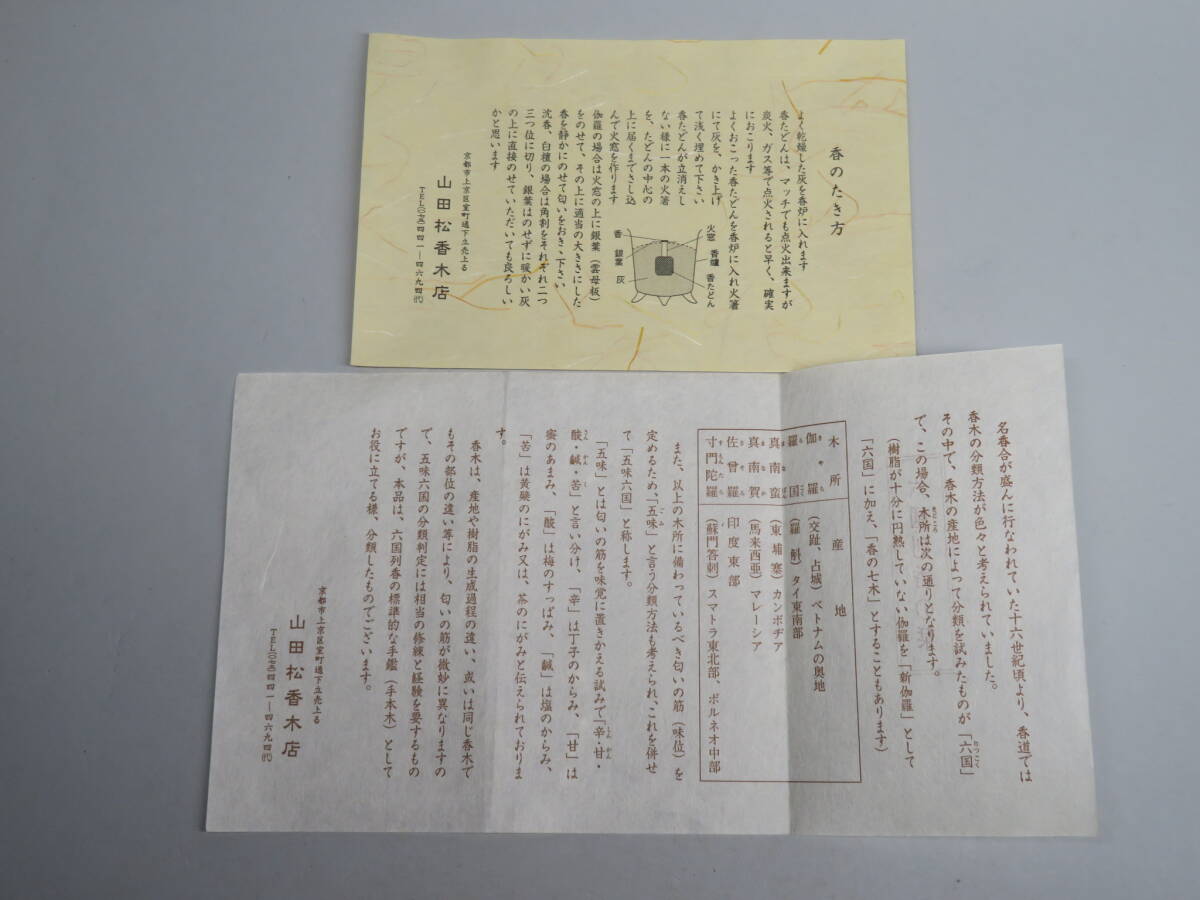 香のたき方
よく乾燥した灰を香炉に入れます
香たどんは、マッチでも点火出来ますが
炭火、ガス等で点火されると早く、確実
におこります
よくおこった香たどんを香炉に入れ火箸
にて灰を、かき上げ
て浅く埋めて下さい
香たどんが立消えし
ない様に一本の火箸
を、たどんの中心の
上に届くまでさし込
んで火窓を作ります
伽羅の場合は火窓の上に銀葉（雲母板）
をのせて、その上に適当の大きさにした
香を静かにのせて匂いをおきゝ下さい
沈香、白檀の場合は角割をそれぞれ二つ
三つ位に切り、銀葉はのせずに暖かい灰
の上に直接のせていただいても良ろしい
かと思います
火窓
香爐
香たどん
香
銀葉
灰
京都市上京区室町通下立売上る
山田松香木店
TEL（〇七五）四四一―四六九四㈹
名香合が盛んに行なわれていた十六世紀頃より、香道では
香木の分類方法が色々と考えられていました。
その中で、香木の産地によって分類を試みたものが「六国」
で、この場合、木所は次の通りとなります。
（樹脂が十分に円熟していない伽羅を「新伽羅」として
「六国」に加え、「香の七木」とすることもあります）
木所 産地
伽羅 （交趾、占城）ベトナムの奥地
羅国 （羅斛）タイ東南部
真南蛮 （東埔寨）カンボヂア
真南賀 （馬来西亜）マレーシア
佐曾羅 印度東部
寸門陀羅 （蘇門答刺）スマトラ東北部、ボルネオ中部
また、以上の木所に備わっているべき匂いの筋（味位）を
定めるため、「五味」と言う分類方法も考えられ、これを併せ
て「五味六国」と称します。
「五味」とは匂いの筋を味覚に置きかえる試みで「辛・甘・
酸・鹹・苦」と言い分け、「辛」は丁子のからみ、「甘」は
蜜のあまみ、「酸」は梅のすっぱみ、「鹹」は塩のからみ、
「苦」は黄蘗のにがみ又は、茶のにがみと伝えられておりま
す。
香木は、産地や樹脂の生成過程の違い、或いは同じ香木で
もその部位の違い等により、匂いの筋が微妙に異なりますの
で、五味六国の分類判定には相当の修練と経験を要するもの
ですが、本品は、六国列香の標準的な手鑑（手本木）として
お役に立てる様、分類したものでございます。
京都市上京区室町通下立売上る
山田松香木店
TEL（〇七五）四四一―四六九四㈹